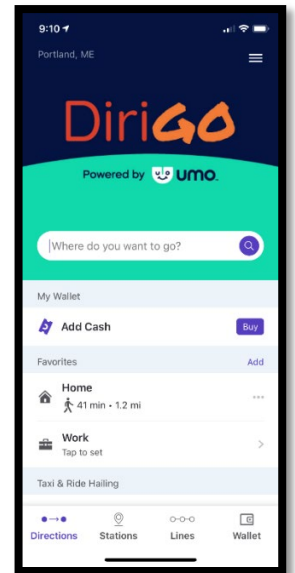 9:10
Portland, ME
DiriGO
Powered by umo.
Where do you want to go?
My Wallet
Add Cash
Buy
Favorites
Add
Home
41 min • 1.2 mi
Work
Tap to set
Taxi & Ride Hailing
Directions
Stations
Lines
Wallet